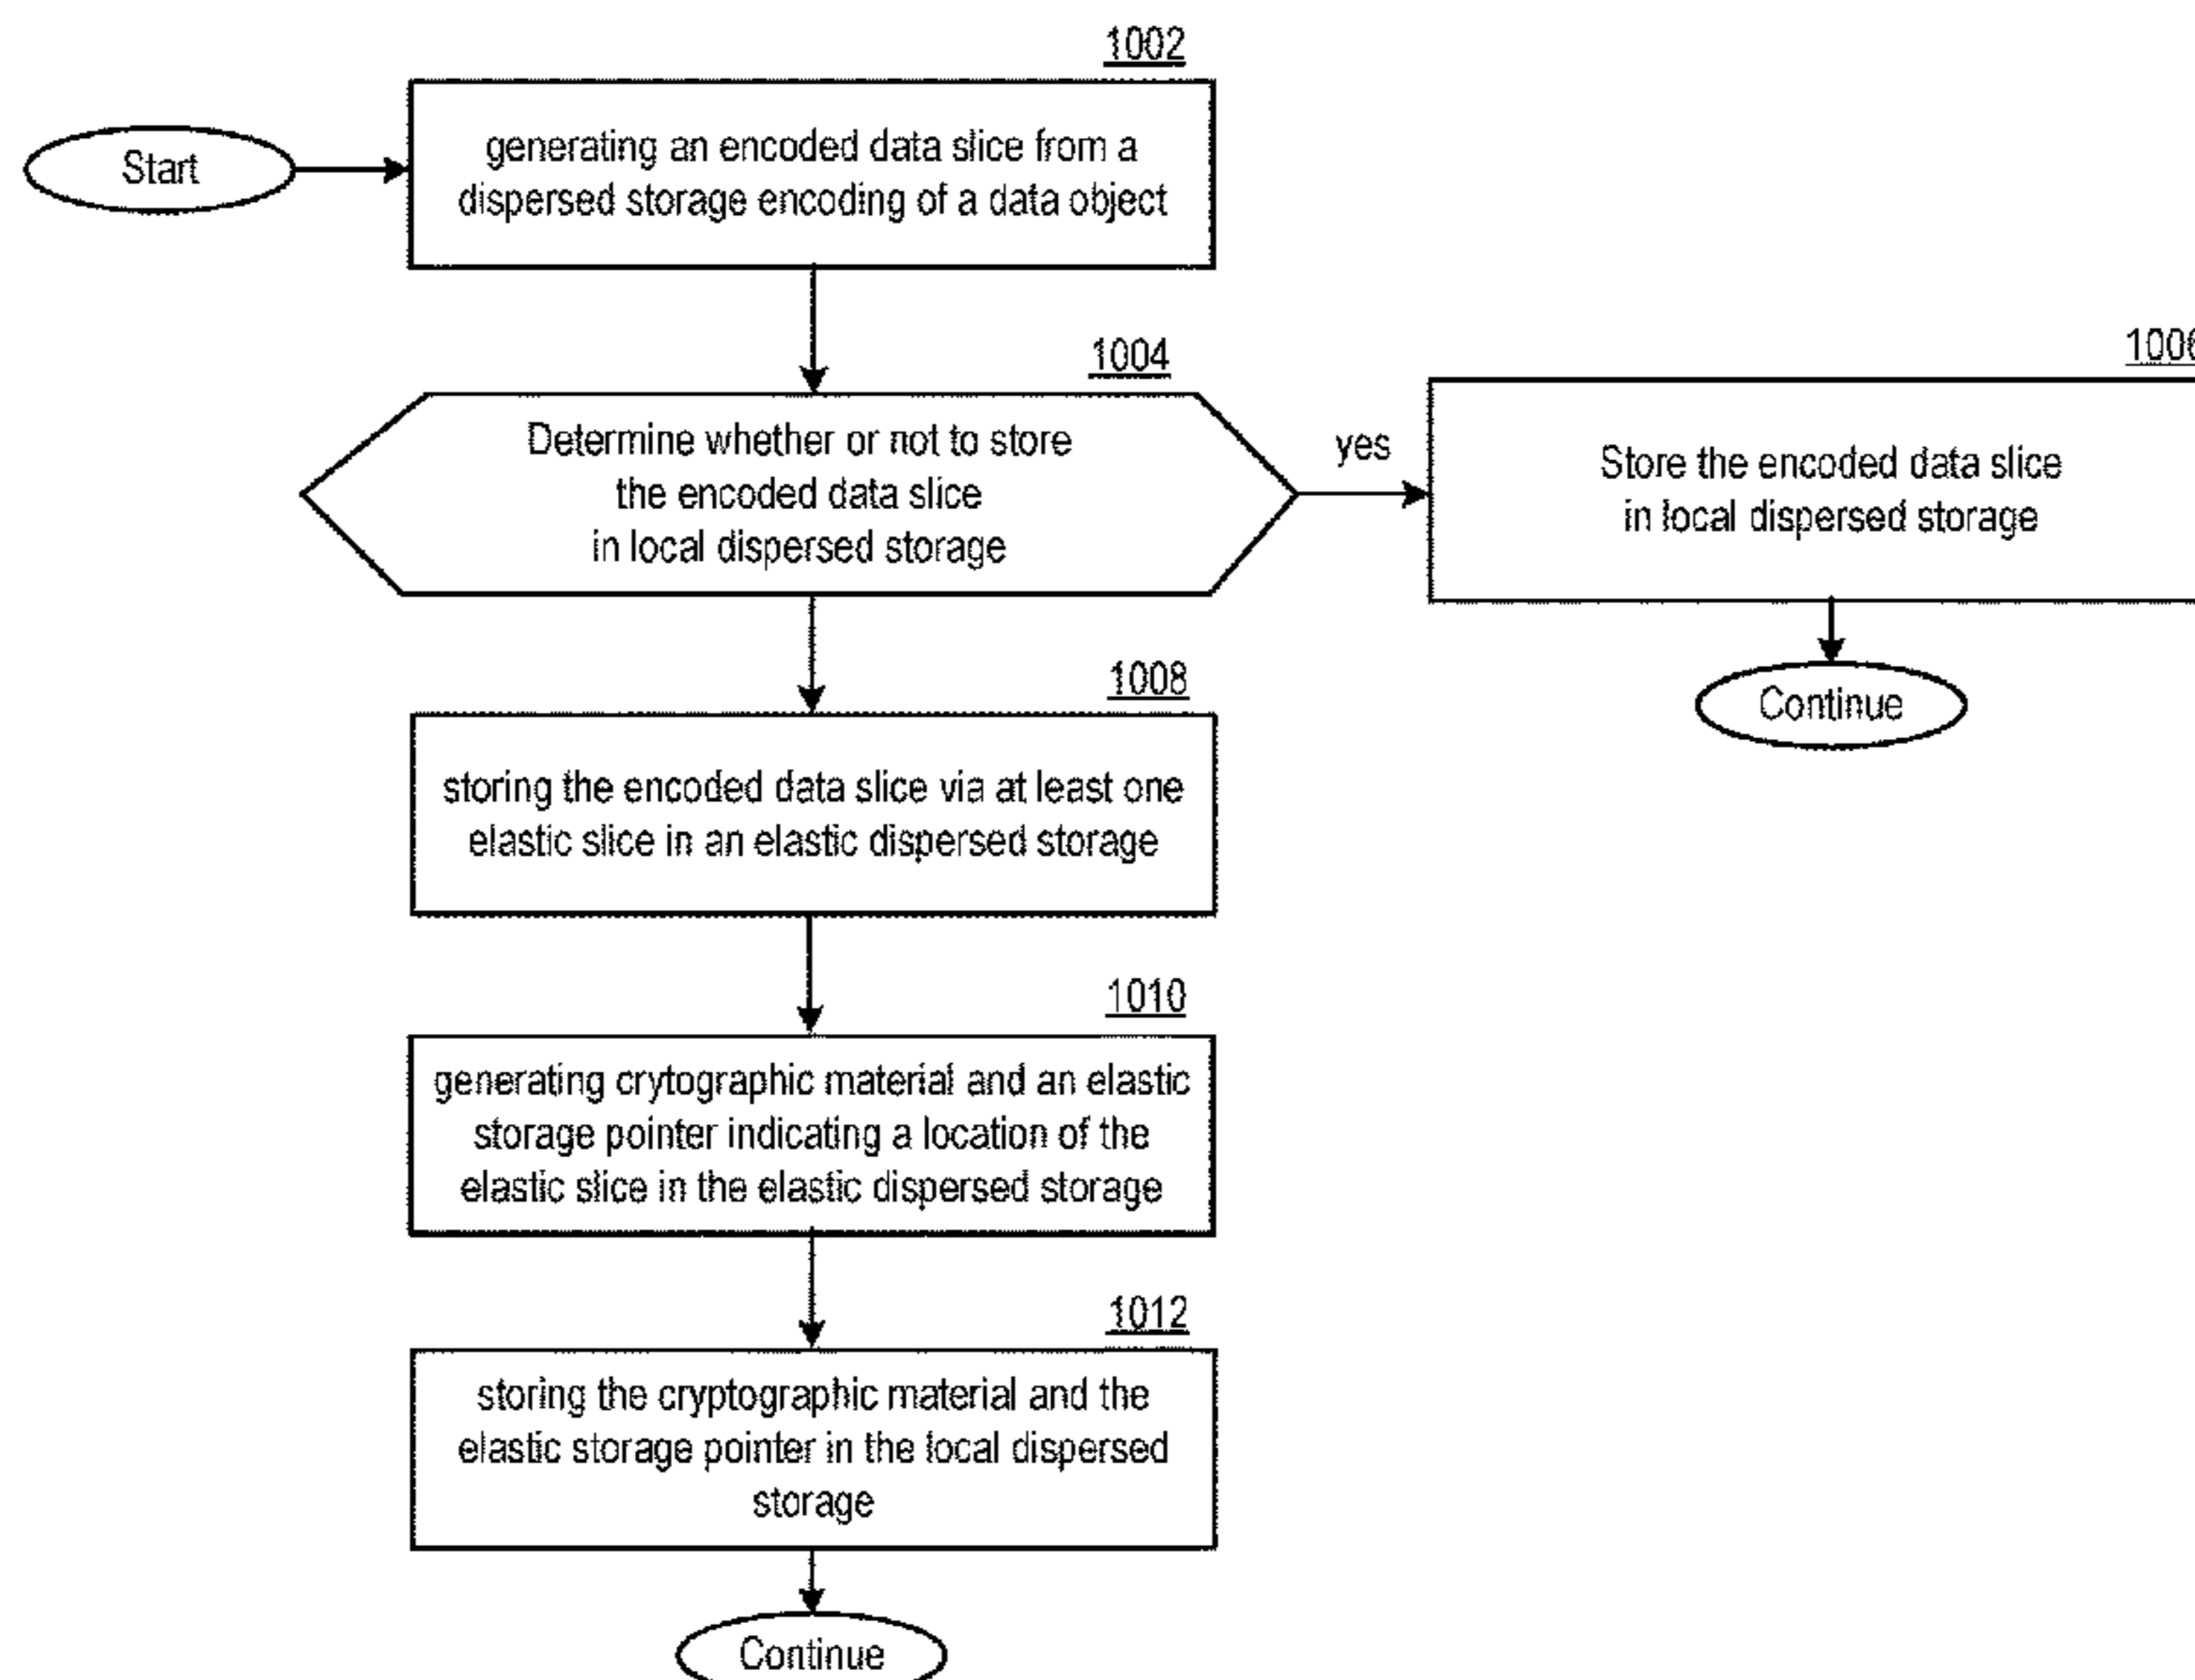 1002
Start
generating an encoded data slice from a
dispersed storage encoding of a data object
1004
Determine whether or not to store
the encoded data slice
in local dispersed storage
yes
1006
Store the encoded data slice
in local dispersed storage
Continue
1008
storing the encoded data slice via at least one
elastic slice in an elastic dispersed storage
1010
generating crytographic material and an elastic
storage pointer indicating a location of the
elastic slice in the elastic dispersed storage
1012
storing the cryptographic material and the
elastic storage pointer in the local dispersed
storage
Continue